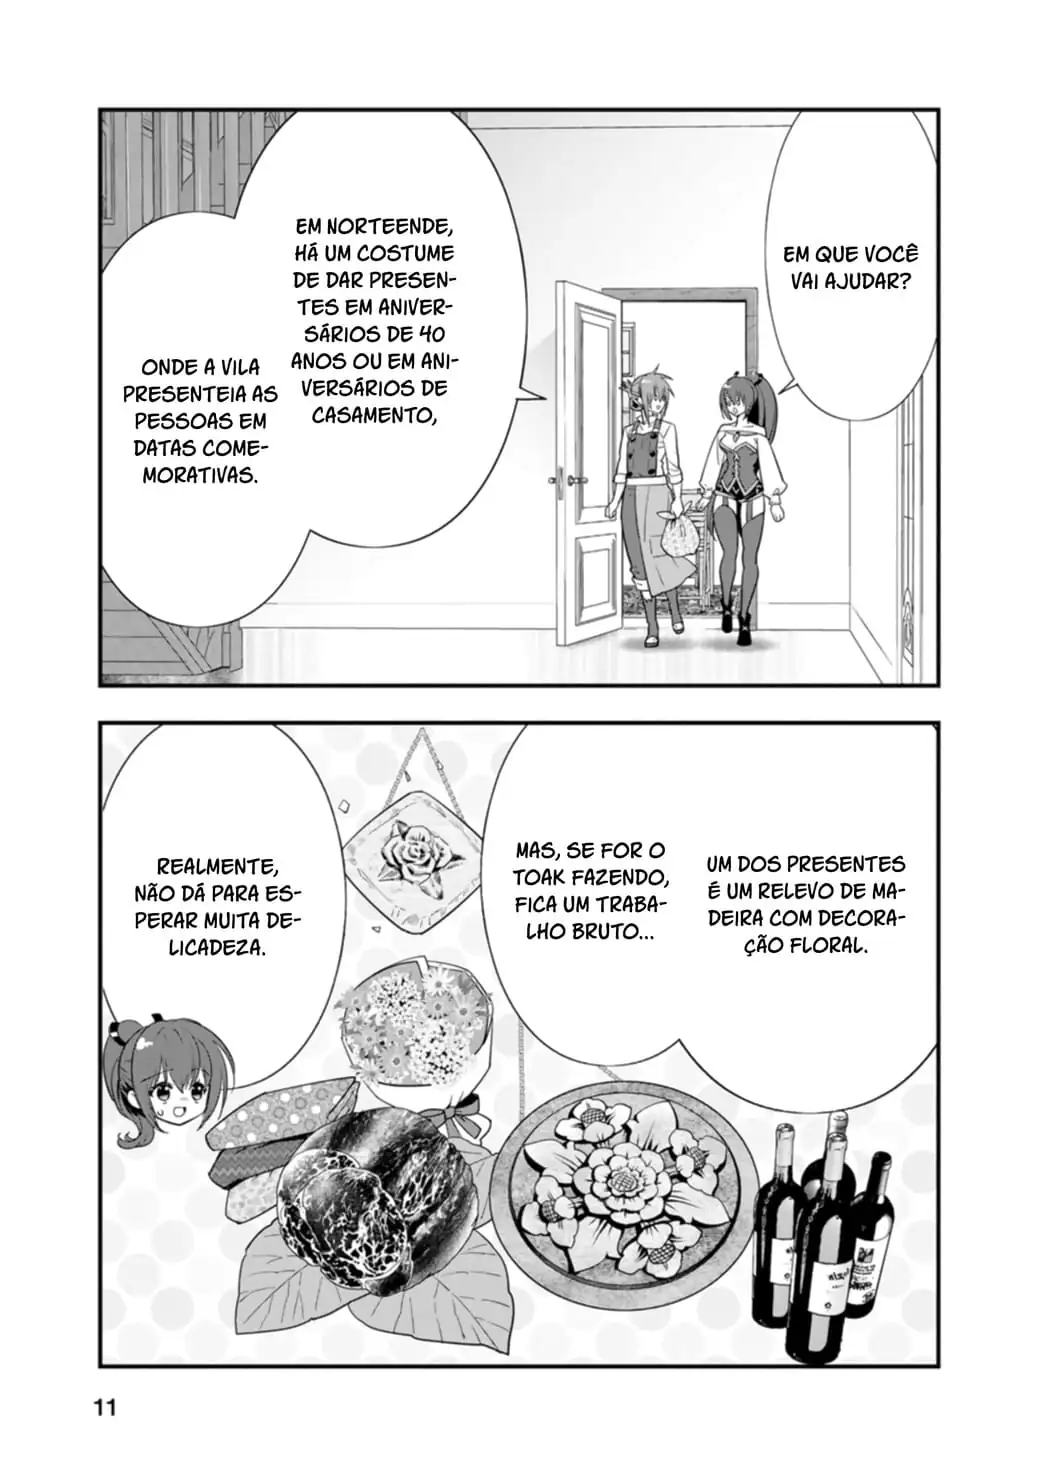 EM QUE VOCÊ
VAI AJUDAR?
EM NORTEENDE,
HÁ UM COSTUME
DE DAR PRESEN-
TES EM ANIVER-
SÁRIOS DE 40
ANOS OU EM ANI-
VERSÁRIOS DE
CASAMENTO,
ONDE A VILA
PRESENTEIA AS
PESSOAS EM
DATAS COME-
MORATIVAS.
UM DOS PRESENTES
É UM RELEVO DE MA-
DEIRA COM DECORA-
ÇÃO FLORAL.
MAS, SE FOR O
TOAK FAZENDO,
FICA UM TRABA-
LHO BRUTO...
REALMENTE,
NÃO DÁ PARA ES-
PERAR MUITA DE-
LICADEZA.
11